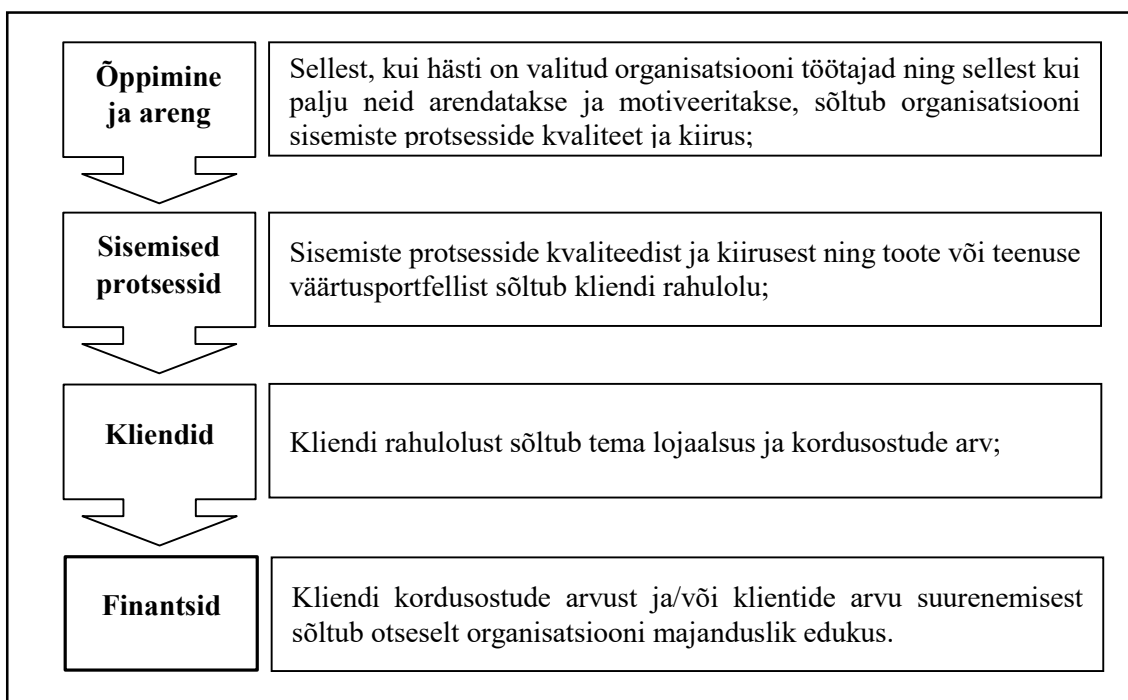 Õppimine
ja areng
Sellest, kui hästi on valitud organisatsiooni töötajad ning sellest kui
palju neid arendatakse ja motiveeritakse, sõltub organisatsiooni
sisemiste protsesside kvaliteet ja kiirus;
Sisemised
protsessid
Sisemiste protsesside kvaliteedist ja kiirusest ning toote või teenuse
väärtusportfellist sõltub kliendi rahulolu;
Kliendid
Kliendi rahulolust sõltub tema lojaalsus ja kordusostude arv;
Finantsid
Kliendi kordusostude arvust ja/või klientide arvu suurenemisest
sõltub otseselt organisatsiooni majanduslik edukus.